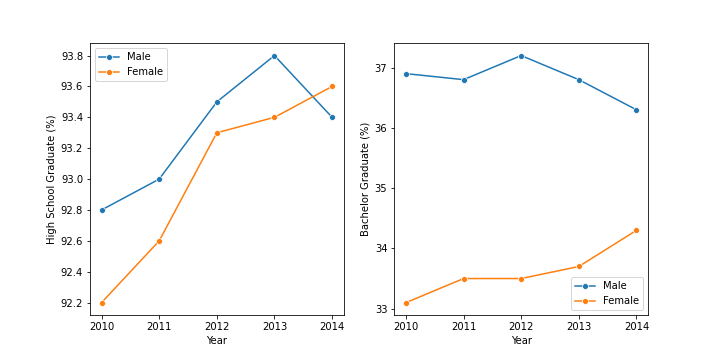 High School Graduate (%)
93.8
93.6
93.4
93.2
93.0
92.8
92.6
92.4
92.2
Male
Female
2010 2011 2012 2013 2014
Year
Bachelor Graduate (%)
37
36
35
34
33
Male
Female
2010 2011 2012 2013 2014
Year